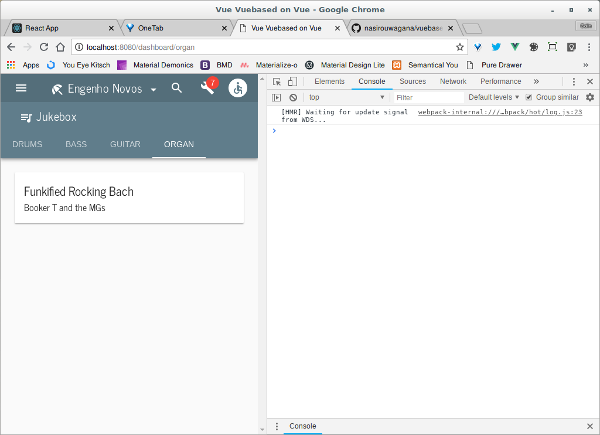 Vue Vuebased on Vue - Google Chrome
React App
OneTab
Vue Vuebased on Vue
nasirouwagana/vuebase
localhost:8080/dashboard/organ
Apps
You Eye Kitsch
Material Demonics
BMD
Materialize-o
Material Design Lite
Semantical You
Pure Drawer
»
Engenho Novos
7
Jukebox
DRUMS BASS GUITAR ORGAN
Funkified Rocking Bach
Booker T and the MGs
Elements Console Sources Network Performance »
top Filter Default levels Group similar
[HMR] Waiting for update signal webpack-internal:///…bpack/hot/log.js:23
from WDS...
Console